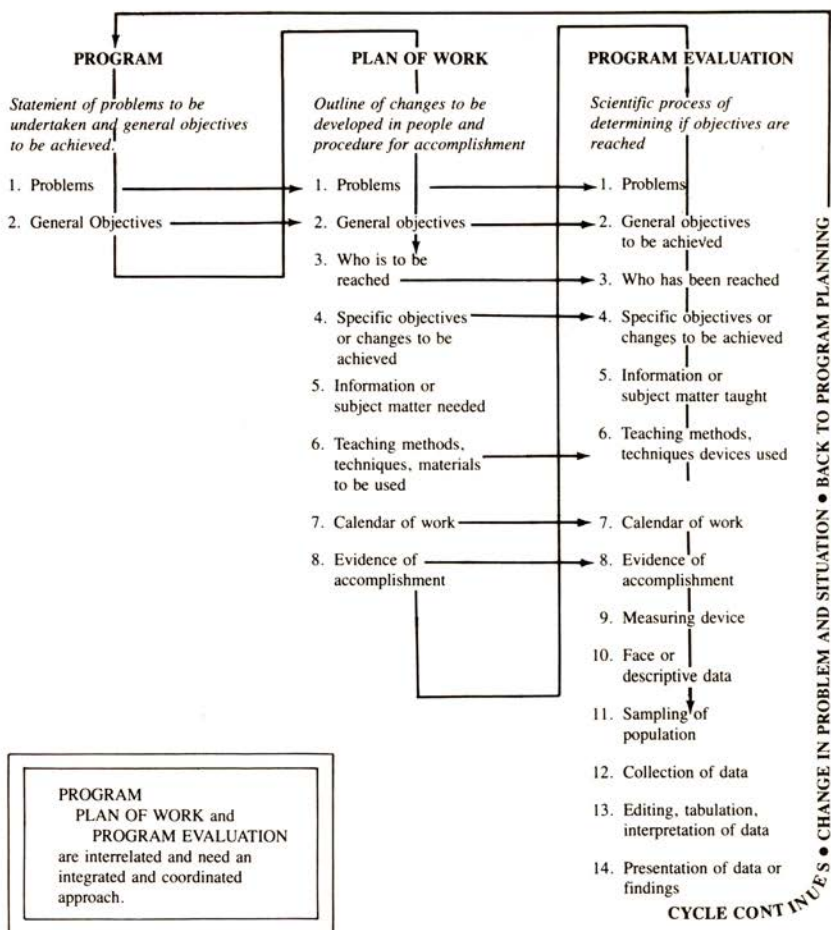 PROGRAM
Statement of problems to be
undertaken and general objectives
to be achieved.
1. Problems
2. General Objectives
PLAN OF WORK
Outline of changes to be
developed in people and
procedure for accomplishment
1. Problems
2. General objectives
3. Who is to be
reached
4. Specific objectives
or changes to be
achieved
5. Information or
subject matter needed
6. Teaching methods,
techniques, materials
to be used
7. Calendar of work
8. Evidence of
accomplishment
PROGRAM EVALUATION
Scientific process of
determining if objectives are
reached
1. Problems
2. General objectives
to be achieved
3. Who has been reached
4. Specific objectives or
changes to be achieved
5. Information or
subject matter taught
6. Teaching methods,
techniques devices used
7. Calendar of work
8. Evidence of
accomplishment
9. Measuring device
10. Face or
descriptive data
11. Sampling of
population
12. Collection of data
13. Editing, tabulation,
interpretation of data
14. Presentation of data or
findings
CYCLE CONTINUES • CHANGE IN PROBLEM AND SITUATION • BACK TO PROGRAM PLANNING
PROGRAM
PLAN OF WORK and
PROGRAM EVALUATION
are interrelated and need an
integrated and coordinated
approach.